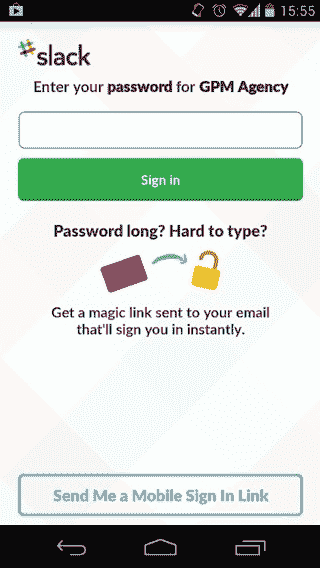 15:55
slack
Enter your password for GPM Agency
Sign in
Password long? Hard to type?
Get a magic link sent to your email
that'll sign you in instantly.
Send Me a Mobile Sign In Link